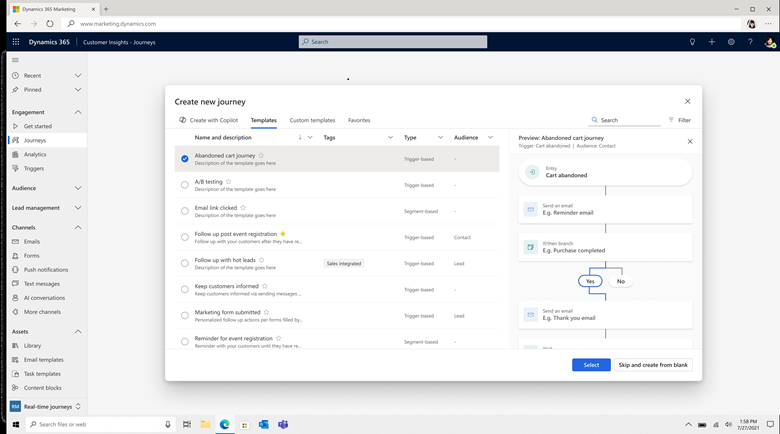 Dynamics 365 Marketing
www.marketing.dynamics.com
Dynamics 365
Customer Insights - Journeys
Search
Recent
Pinned
Engagement
Get started
Journeys
Analytics
Triggers
Audience
Lead management
Channels
Emails
Forms
Push notifications
Text messages
AI conversations
More channels
Assets
Library
Email templates
Task templates
Content blocks
RM
Real-time journeys
Create new journey
Create with Copilot
Templates
Custom templates
Favorites
Search
Filter
Name and description
Tags
Type
Audience
Abandoned cart journey
Description of the template goes here
Trigger-based
-
A/B testing
Description of the template goes here
Trigger-based
-
Email link clicked
Description of the template goes here
Segment-based
-
Follow up post event registration
Follow up with your customers after they have re...
Trigger-based
Contact
Follow up with hot leads
Description of the template goes here
Sales integrated
Trigger-based
Lead
Keep customers informed
Keep customers informed via sending messages ...
Trigger-based
-
Marketing form submitted
Personalized follow up actions per forms filled by...
Trigger-based
Lead
Reminder for event registration
Reminder with your customers until they have re...
Segment-based
-
Preview: Abandoned cart journey
Trigger: Cart abandoned | Audience: Contact
Entry
Cart abandoned
Send an email
E.g. Reminder email
If/then branch
E.g. Purchase completed
Yes
No
Send an email
E.g. Thank you email
Select
Skip and create from blank
Search files or web
1:58 PM
7/27/2021